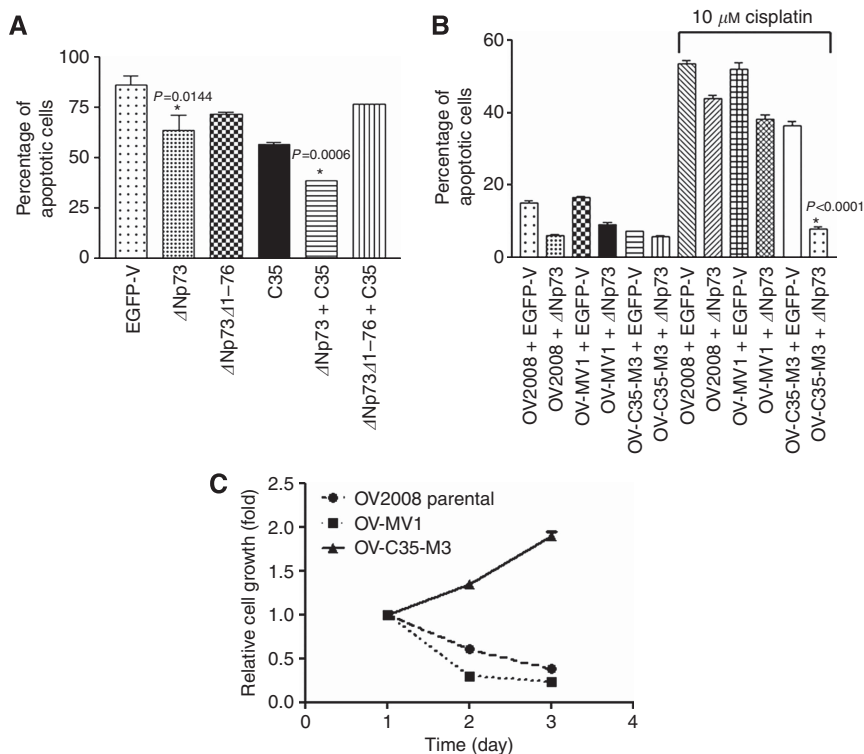 A
Percentage of
apoptotic cells
100
75
50
25
0
P=0.0144
*
P=0.0006
*
EGFP-V
ΔNp73
ΔNp73Δ1–76
C35
ΔNp73 + C35
ΔNp73Δ1–76 + C35
B
10 μM cisplatin
Percentage of
apoptotic cells
60
40
20
0
P<0.0001
*
OV2008 + EGFP-V
OV2008 + ΔNp73
OV-MV1 + EGFP-V
OV-MV1 + ΔNp73
OV-C35-M3 + EGFP-V
OV-C35-M3 + ΔNp73
OV2008 + EGFP-V
OV2008 + ΔNp73
OV-MV1 + EGFP-V
OV-MV1 + ΔNp73
OV-C35-M3 + EGFP-V
OV-C35-M3 + ΔNp73
C
Relative cell growth (fold)
2.5
2.0
1.5
1.0
0.5
0.0
OV2008 parental
OV-MV1
OV-C35-M3
0
1
2
3
4
Time (day)